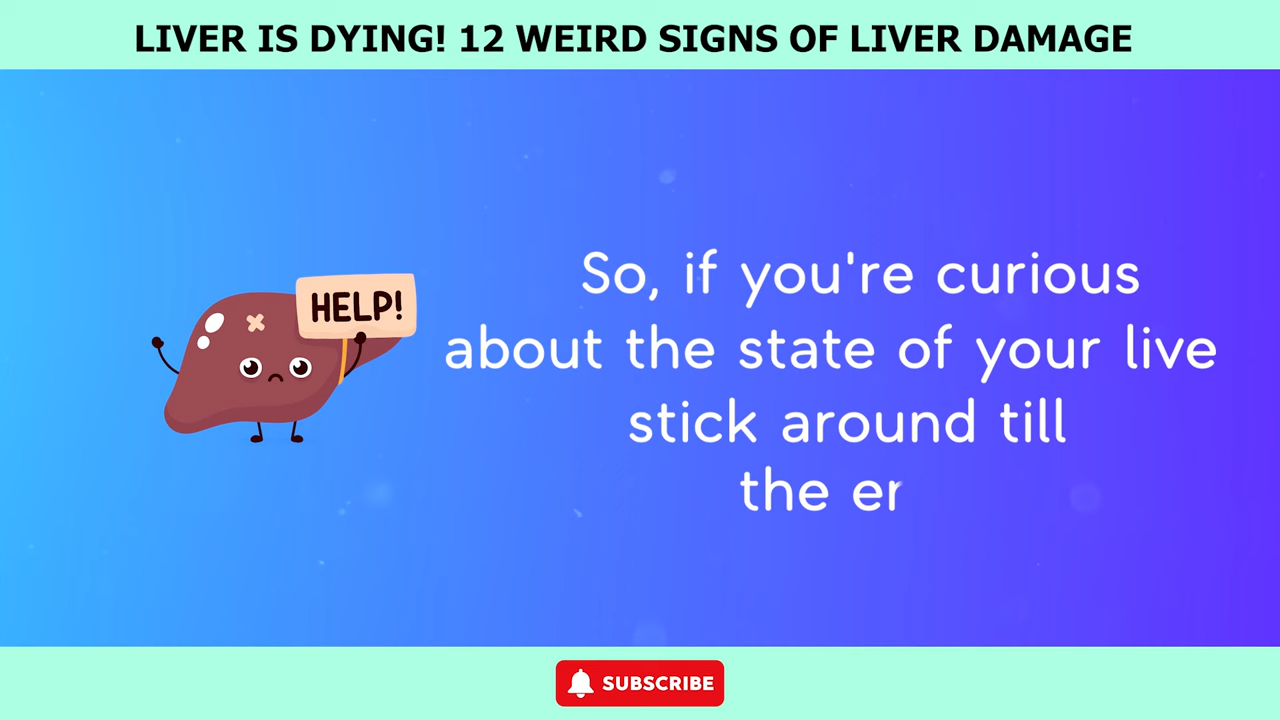 LIVER IS DYING! 12 WEIRD SIGNS OF LIVER DAMAGE
HELP!
So, if you're curious
about the state of your live
stick around till
the er
SUBSCRIBE